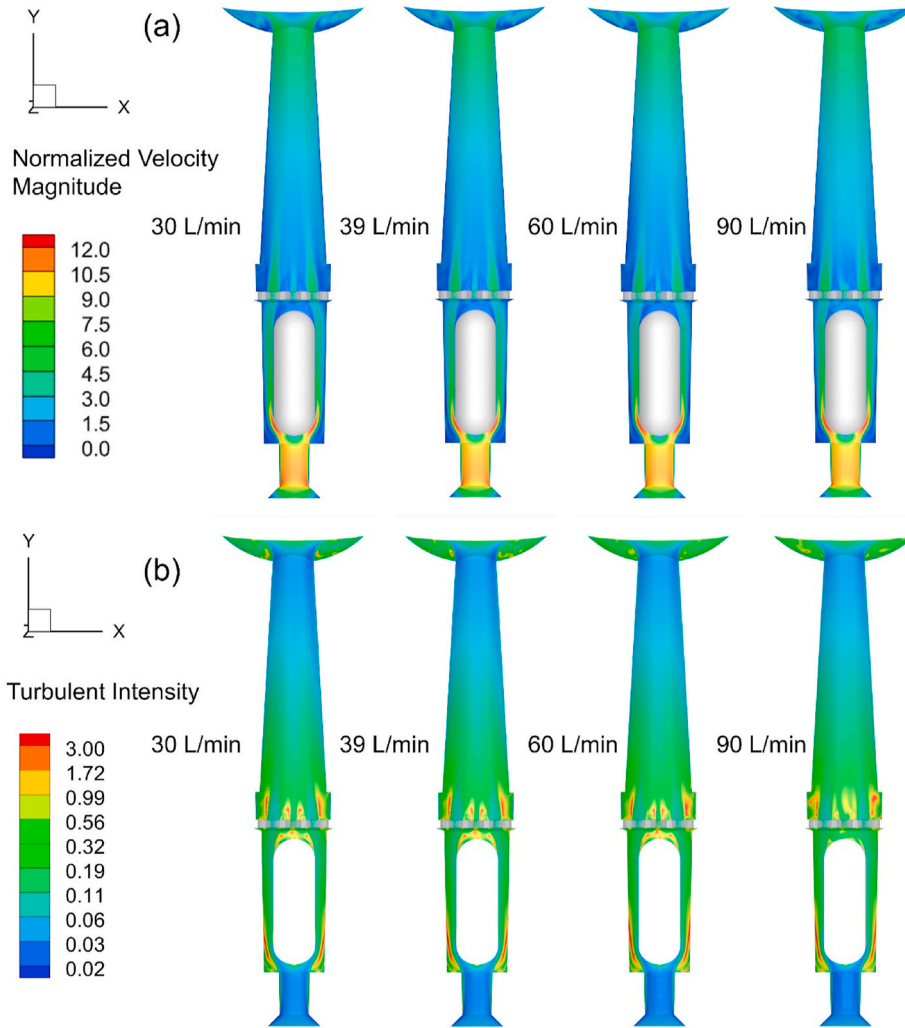 Y
(a)
Z
X
Normalized Velocity
Magnitude
30 L/min
39 L/min
60 L/min
90 L/min
12.0
10.5
9.0
7.5
6.0
4.5
3.0
1.5
0.0
Y
(b)
Z
X
Turbulent Intensity
30 L/min
39 L/min
60 L/min
90 L/min
3.00
1.72
0.99
0.56
0.32
0.19
0.11
0.06
0.03
0.02